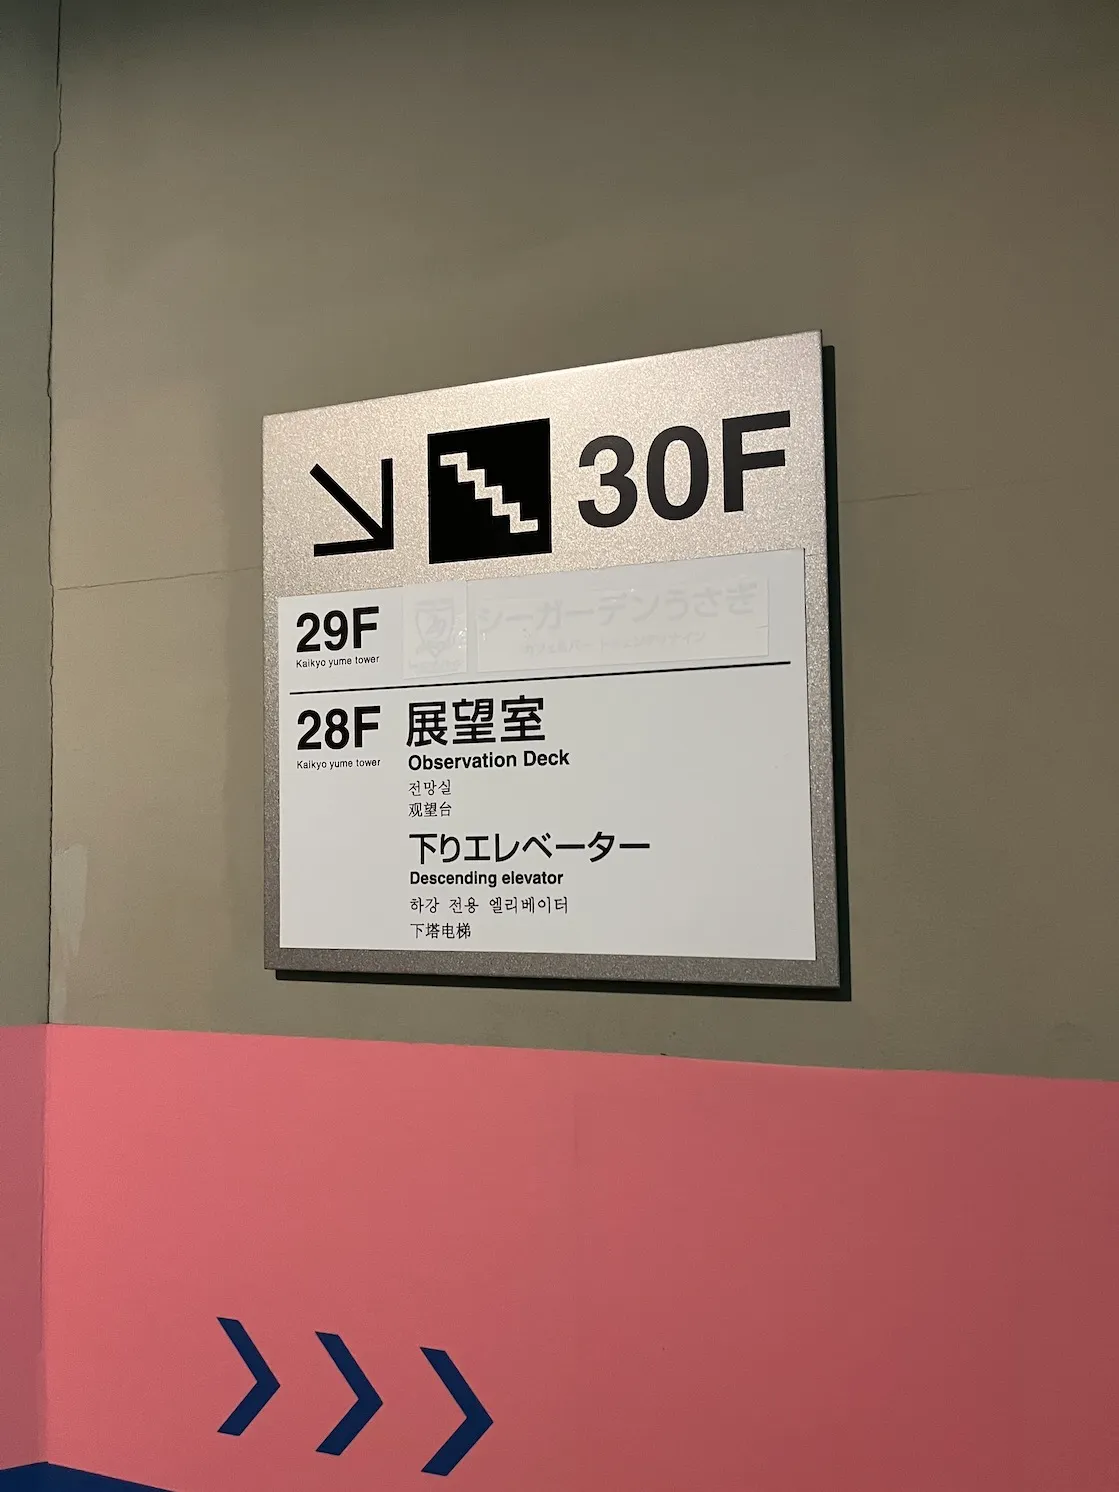 30F
29F
Kaikyo yume tower
シーガーデンうさぎ
28F
Kaikyo yume tower
展望室
Observation Deck
전망실
观望台
下りエレベーター
Descending elevator
하강 전용 엘리베이터
下塔电梯